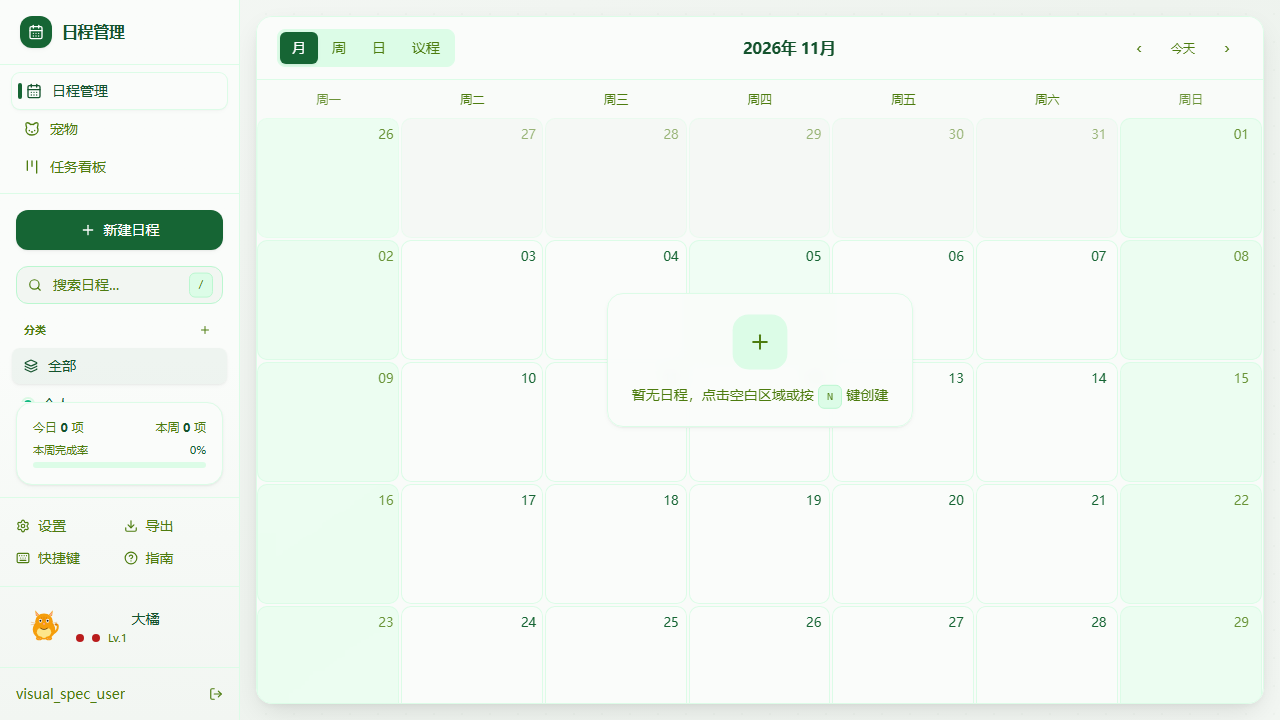 日程管理
日程管理
宠物
任务看板
新建日程
搜索日程... /
分类
全部
今日 0 项 本周 0 项
本周完成率 0%
设置 导出
快捷键 指南
大橘
Lv.1
visual_spec_user
月 周 日 议程
2026年 11月
今天
周一 周二 周三 周四 周五 周六 周日
26 27 28 29 30 31 01
02 03 04 05 06 07 08
09 10 13 14 15
暂无日程，点击空白区域或按 N 键创建
16 17 18 19 20 21 22
23 24 25 26 27 28 29